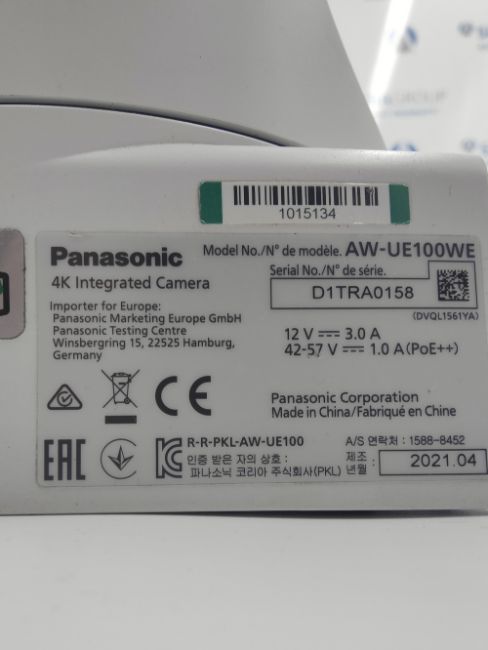 GROUP
1015134
Panasonic
Model No./N° de modèle. AW-UE100WE
4K Integrated Camera
Serial No./N° de série.
D1TRA0158
(DVQL1561YA)
Importer for Europe:
Panasonic Marketing Europe GmbH
Panasonic Testing Centre
Winsbergring 15, 22525 Hamburg,
Germany
12 V ⎓ 3.0 A
42-57 V ⎓ 1.0 A(PoE++)
CE
Panasonic Corporation
Made in China/Fabriqué en Chine
EAC
R-R-PKL-AW-UE100
인증 받은 자의 상호 :
파나소닉 코리아 주식회사(PKL)
A/S 연락처 : 1588-8452
제조
년월 :
2021.04